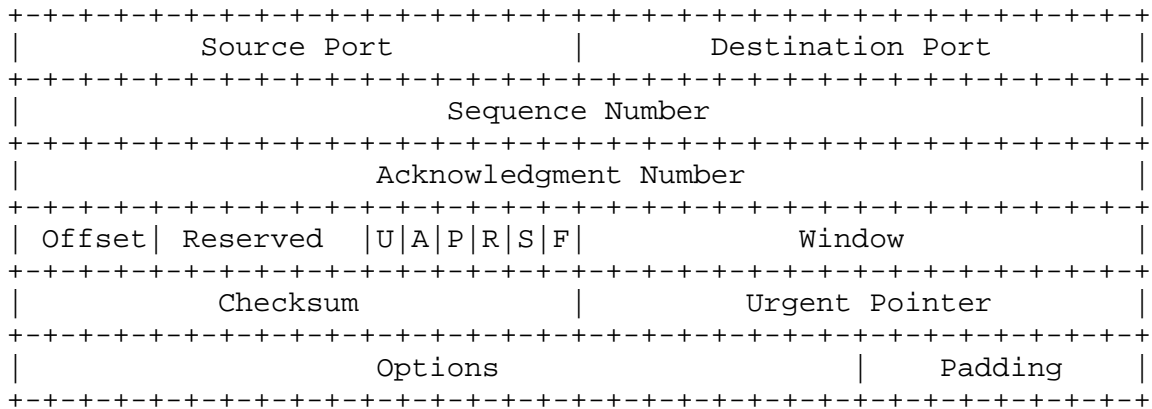 +-+-+-+-+-+-+-+-+-+-+-+-+-+-+-+-+-+-+-+-+-+-+-+-+-+-+-+-+-+-+-+-+
|          Source Port          |       Destination Port        |
+-+-+-+-+-+-+-+-+-+-+-+-+-+-+-+-+-+-+-+-+-+-+-+-+-+-+-+-+-+-+-+-+
|                        Sequence Number                        |
+-+-+-+-+-+-+-+-+-+-+-+-+-+-+-+-+-+-+-+-+-+-+-+-+-+-+-+-+-+-+-+-+
|                    Acknowledgment Number                      |
+-+-+-+-+-+-+-+-+-+-+-+-+-+-+-+-+-+-+-+-+-+-+-+-+-+-+-+-+-+-+-+-+
| Offset| Reserved  |U|A|P|R|S|F|            Window             |
+-+-+-+-+-+-+-+-+-+-+-+-+-+-+-+-+-+-+-+-+-+-+-+-+-+-+-+-+-+-+-+-+
|           Checksum            |         Urgent Pointer        |
+-+-+-+-+-+-+-+-+-+-+-+-+-+-+-+-+-+-+-+-+-+-+-+-+-+-+-+-+-+-+-+-+
|                    Options                    |    Padding    |
+-+-+-+-+-+-+-+-+-+-+-+-+-+-+-+-+-+-+-+-+-+-+-+-+-+-+-+-+-+-+-+-+